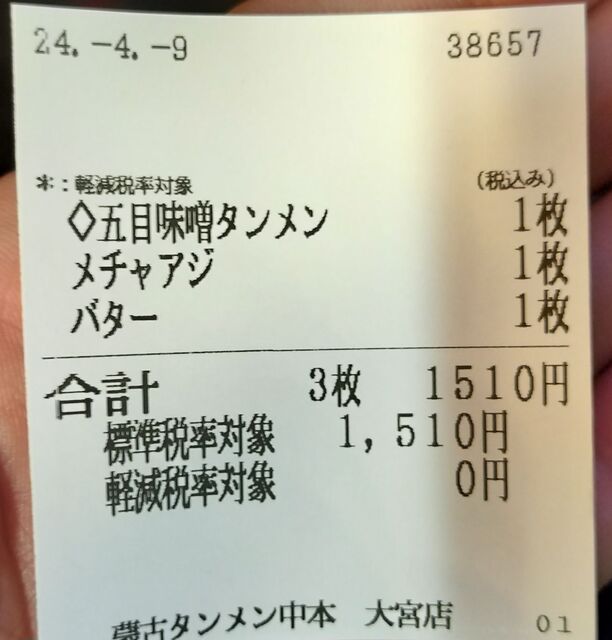 24.-4.-9 38657
*:軽減税率対象 (税込み)
◇五目味噌タンメン 1枚
メチャアジ 1枚
バター 1枚
合計 3枚 1510円
標準税率対象 1,510円
軽減税率対象 0円
蒙古タンメン中本 大宮店 01